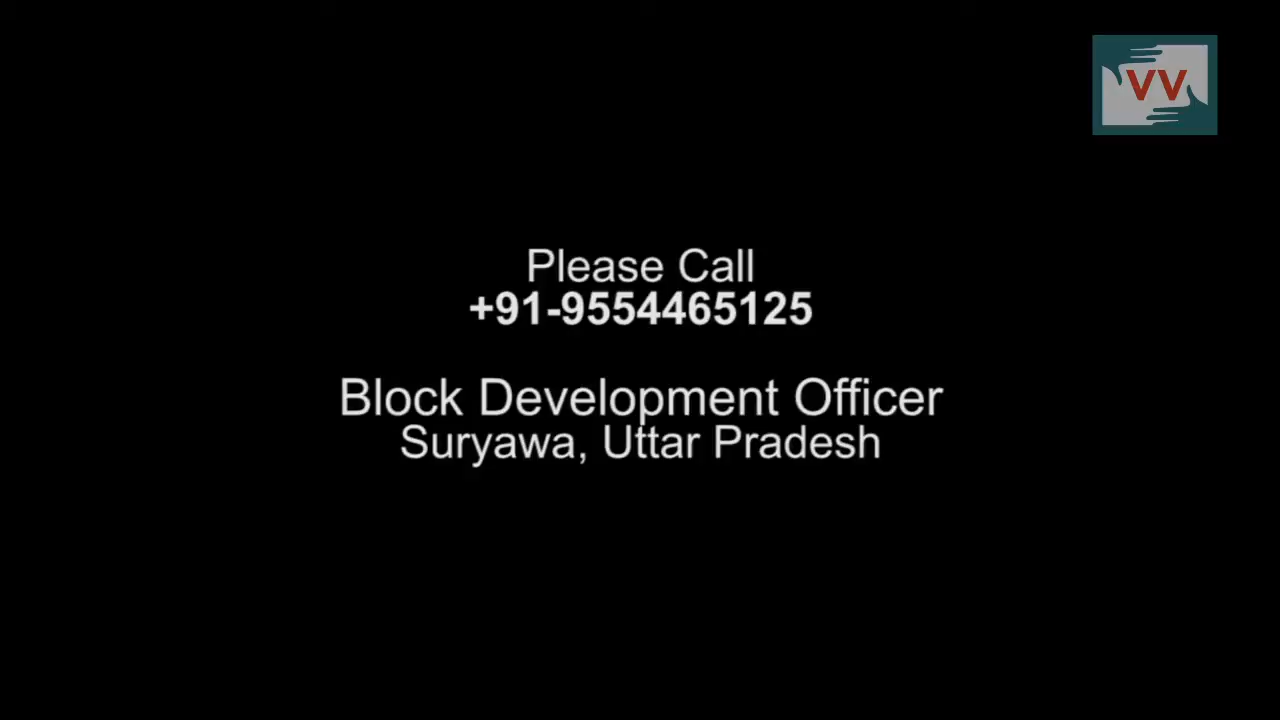 VV
Please Call
+91-9554465125
Block Development Officer
Suryawa, Uttar Pradesh